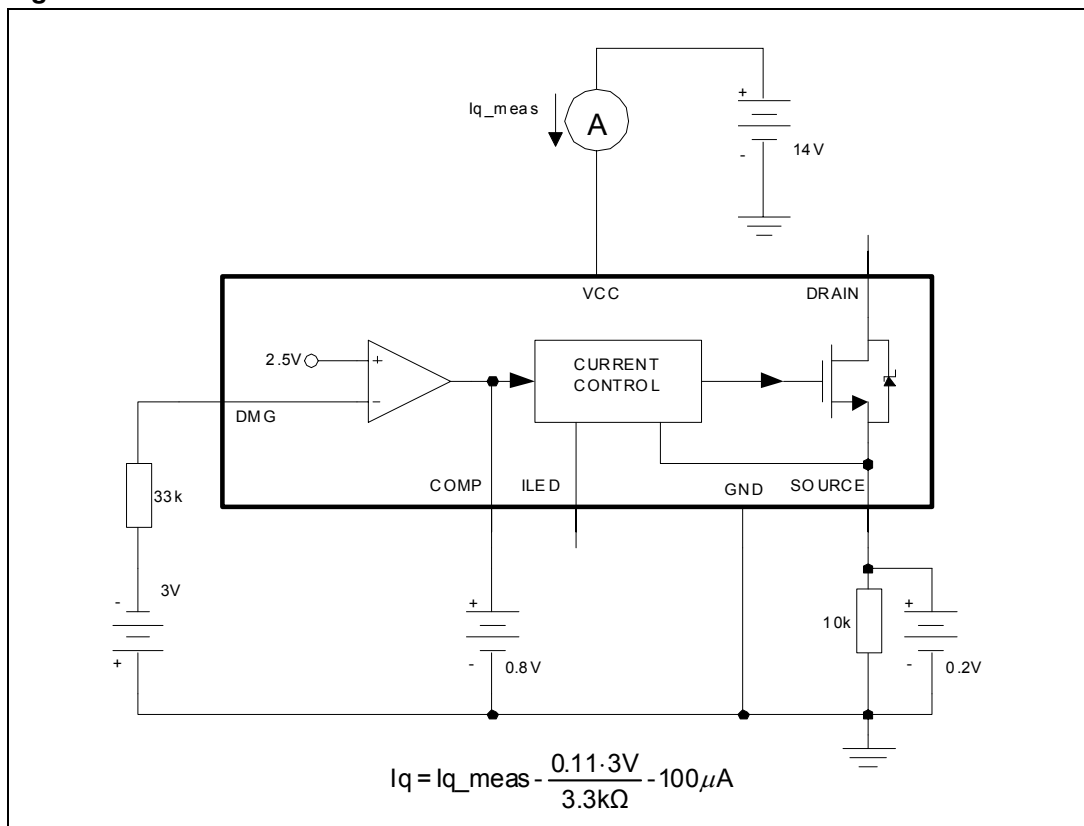 Iq_meas
A
+
-
14V
VCC
DRAIN
2.5V
+
-
CURRENT
CONTROL
DMG
COMP
ILED
GND
SOURCE
33k
-
3V
+
+
-
0.8V
10k
+
-
0.2V
Iq = Iq_meas - 0.11·3V / 3.3kΩ - 100μA